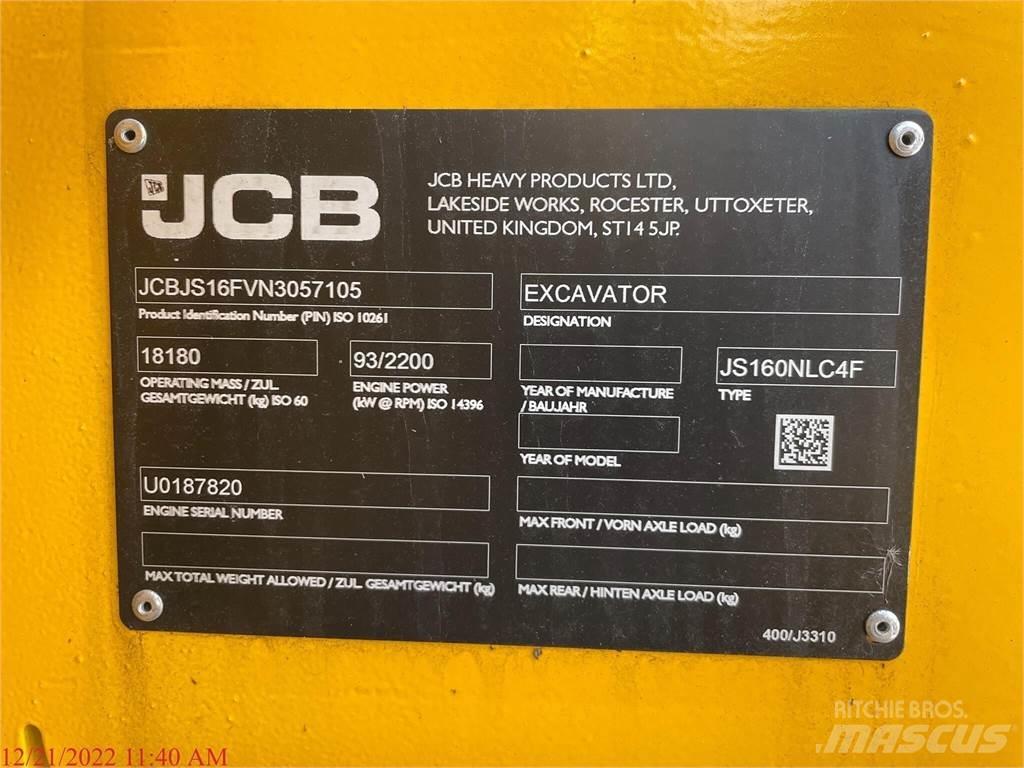 JCB
JCB HEAVY PRODUCTS LTD,
LAKESIDE WORKS, ROCESTER, UTTOXETER,
UNITED KINGDOM, ST14 5JP.
JCBJS16FVN3057105
Product Identification Number (PIN) ISO 10261
EXCAVATOR
DESIGNATION
18180
OPERATING MASS / ZUL.
GESAMTGEWICHT (kg) ISO 60
93/2200
ENGINE POWER
(kW @ RPM) ISO 14396
YEAR OF MANUFACTURE
/ BAUJAHR
JS160NLC4F
TYPE
YEAR OF MODEL
U0187820
ENGINE SERIAL NUMBER
MAX FRONT / VORN AXLE LOAD (kg)
MAX TOTAL WEIGHT ALLOWED / ZUL. GESAMTGEWICHT (kg)
MAX REAR / HINTEN AXLE LOAD (kg)
400/J3310
RITCHIE BROS.
MASCUS
12/21/2022 11:40 AM